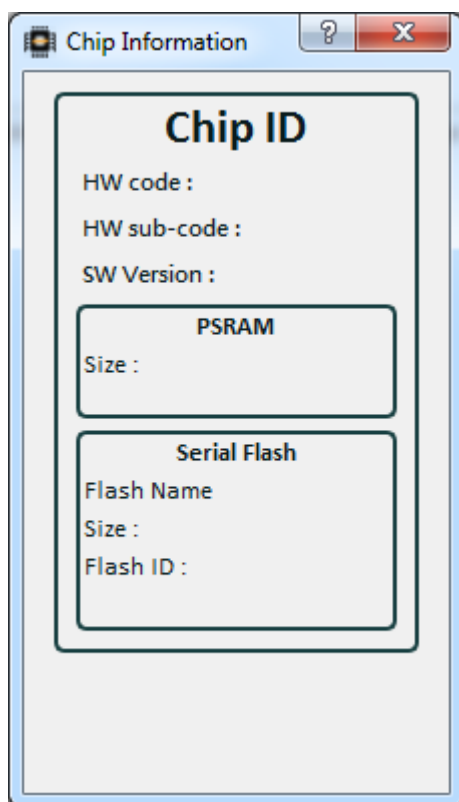 Chip Information
Chip ID
HW code :
HW sub-code :
SW Version :
PSRAM
Size :
Serial Flash
Flash Name
Size :
Flash ID :